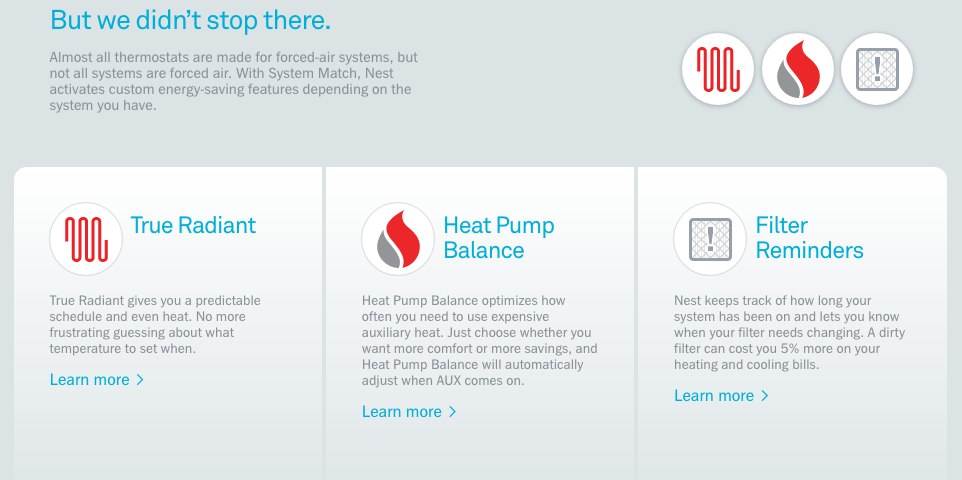 But we didn't stop there.
Almost all thermostats are made for forced-air systems, but
not all systems are forced air. With System Match, Nest
activates custom energy-saving features depending on the
system you have.
True Radiant
True Radiant gives you a predictable
schedule and even heat. No more
frustrating guessing about what
temperature to set when.
Learn more >
Heat Pump
Balance
Heat Pump Balance optimizes how
often you need to use expensive
auxiliary heat. Just choose whether you
want more comfort or more savings, and
Heat Pump Balance will automatically
adjust when AUX comes on.
Learn more >
Filter
Reminders
Nest keeps track of how long your
system has been on and lets you know
when your filter needs changing. A dirty
filter can cost you 5% more on your
heating and cooling bills.
Learn more >